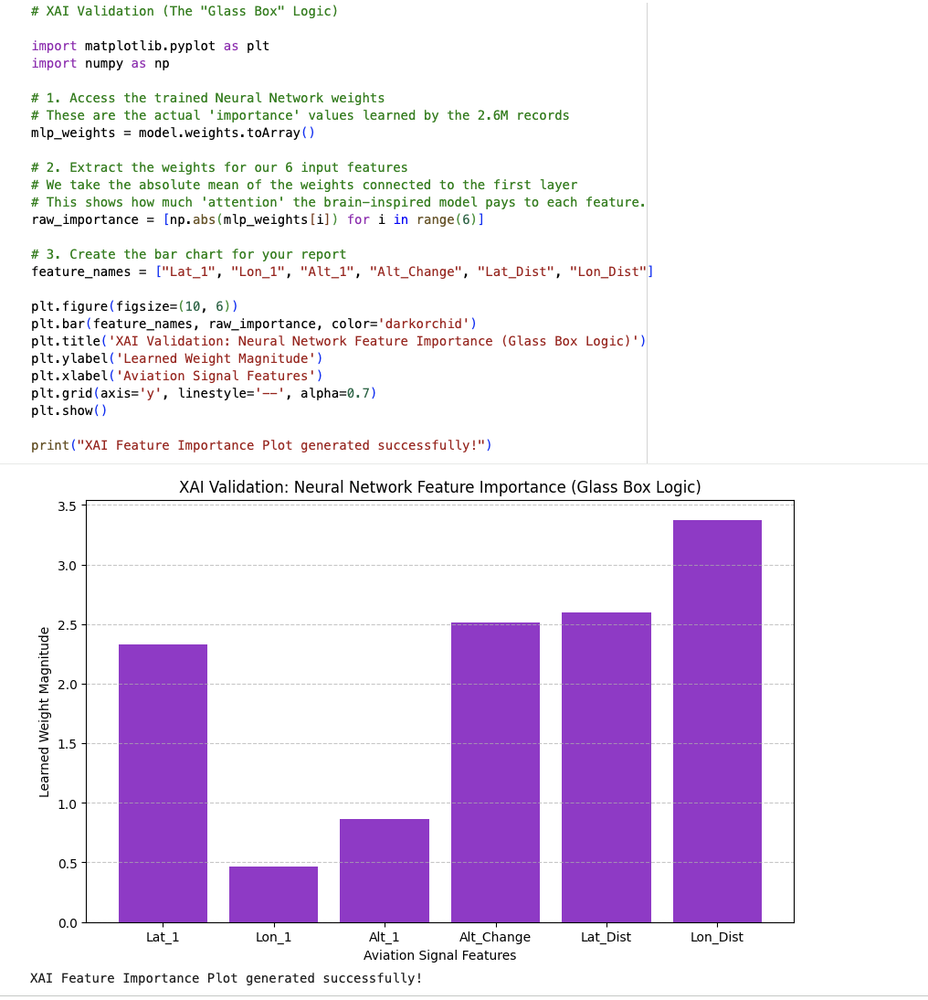 # XAI Validation (The "Glass Box" Logic)
import matplotlib.pyplot as plt
import numpy as np
# 1. Access the trained Neural Network weights
# These are the actual 'importance' values learned by the 2.6M records
mlp_weights = model.weights.toArray()
# 2. Extract the weights for our 6 input features
# We take the absolute mean of the weights connected to the first layer
# This shows how much 'attention' the brain-inspired model pays to each feature.
raw_importance = [np.abs(mlp_weights[i]) for i in range(6)]
# 3. Create the bar chart for your report
feature_names = ["Lat_1", "Lon_1", "Alt_1", "Alt_Change", "Lat_Dist", "Lon_Dist"]
plt.figure(figsize=(10, 6))
plt.bar(feature_names, raw_importance, color='darkorchid')
plt.title('XAI Validation: Neural Network Feature Importance (Glass Box Logic)')
plt.ylabel('Learned Weight Magnitude')
plt.xlabel('Aviation Signal Features')
plt.grid(axis='y', linestyle='--', alpha=0.7)
plt.show()
print("XAI Feature Importance Plot generated successfully!")
XAI Validation: Neural Network Feature Importance (Glass Box Logic)
Learned Weight Magnitude
3.5
3.0
2.5
2.0
1.5
1.0
0.5
0.0
Lat_1 Lon_1 Alt_1 Alt_Change Lat_Dist Lon_Dist
Aviation Signal Features
XAI Feature Importance Plot generated successfully!